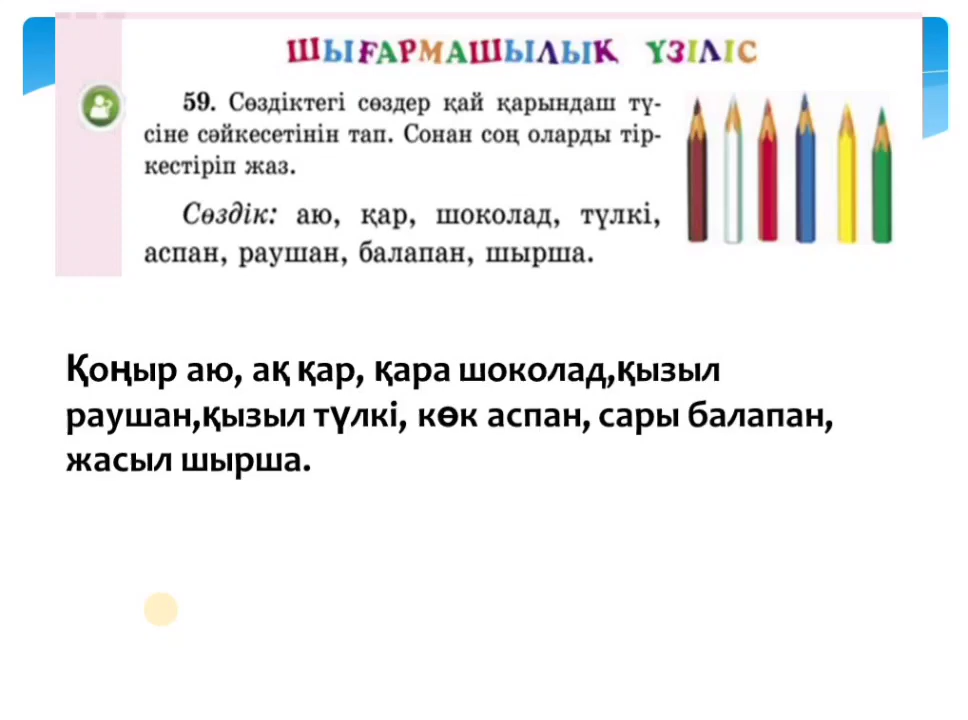 ШЫҒАРМАШЫЛЫҚ ҮЗІЛІС
59. Сөздіктегі сөздер қай қарындаш тү-
сіне сәйкесетінін тап. Сонан соң оларды тір-
кестіріп жаз.
Сөздік: аю, қар, шоколад, түлкі,
аспан, раушан, балапан, шырша.
Қоңыр аю, ақ қар, қара шоколад,қызыл
раушан,қызыл түлкі, көк аспан, сары балапан,
жасыл шырша.